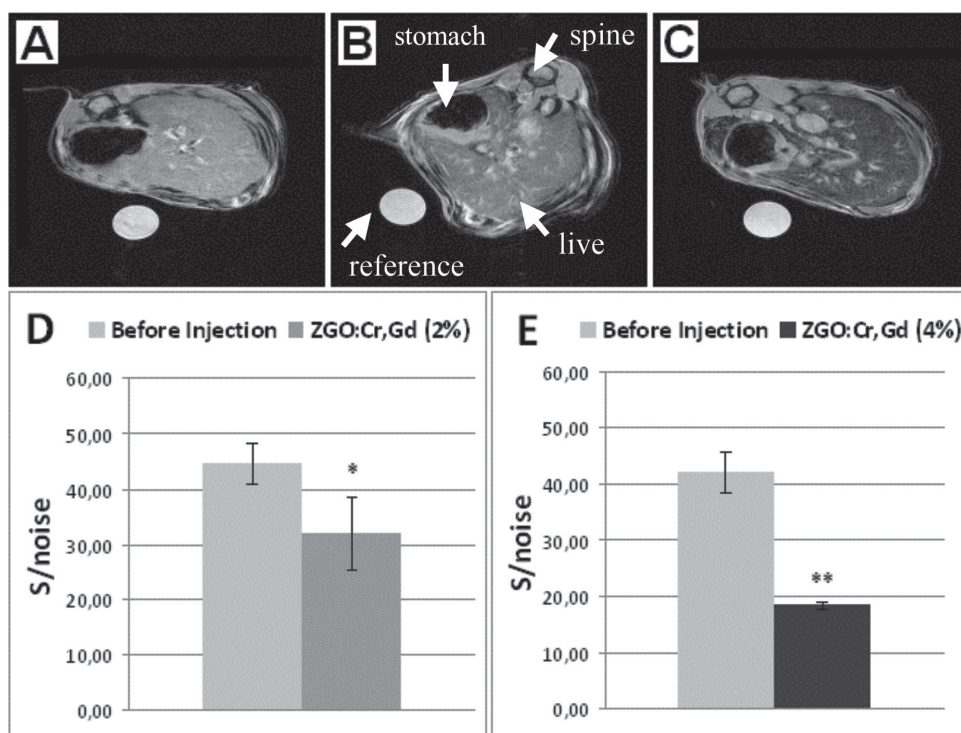 A
B
C
stomach
spine
reference
live
D
Before Injection
ZGO:Cr,Gd (2%)
S/noise
60,00
50,00
40,00
30,00
20,00
10,00
0,00
*
E
Before Injection
ZGO:Cr,Gd (4%)
S/noise
60,00
50,00
40,00
30,00
20,00
10,00
0,00
**